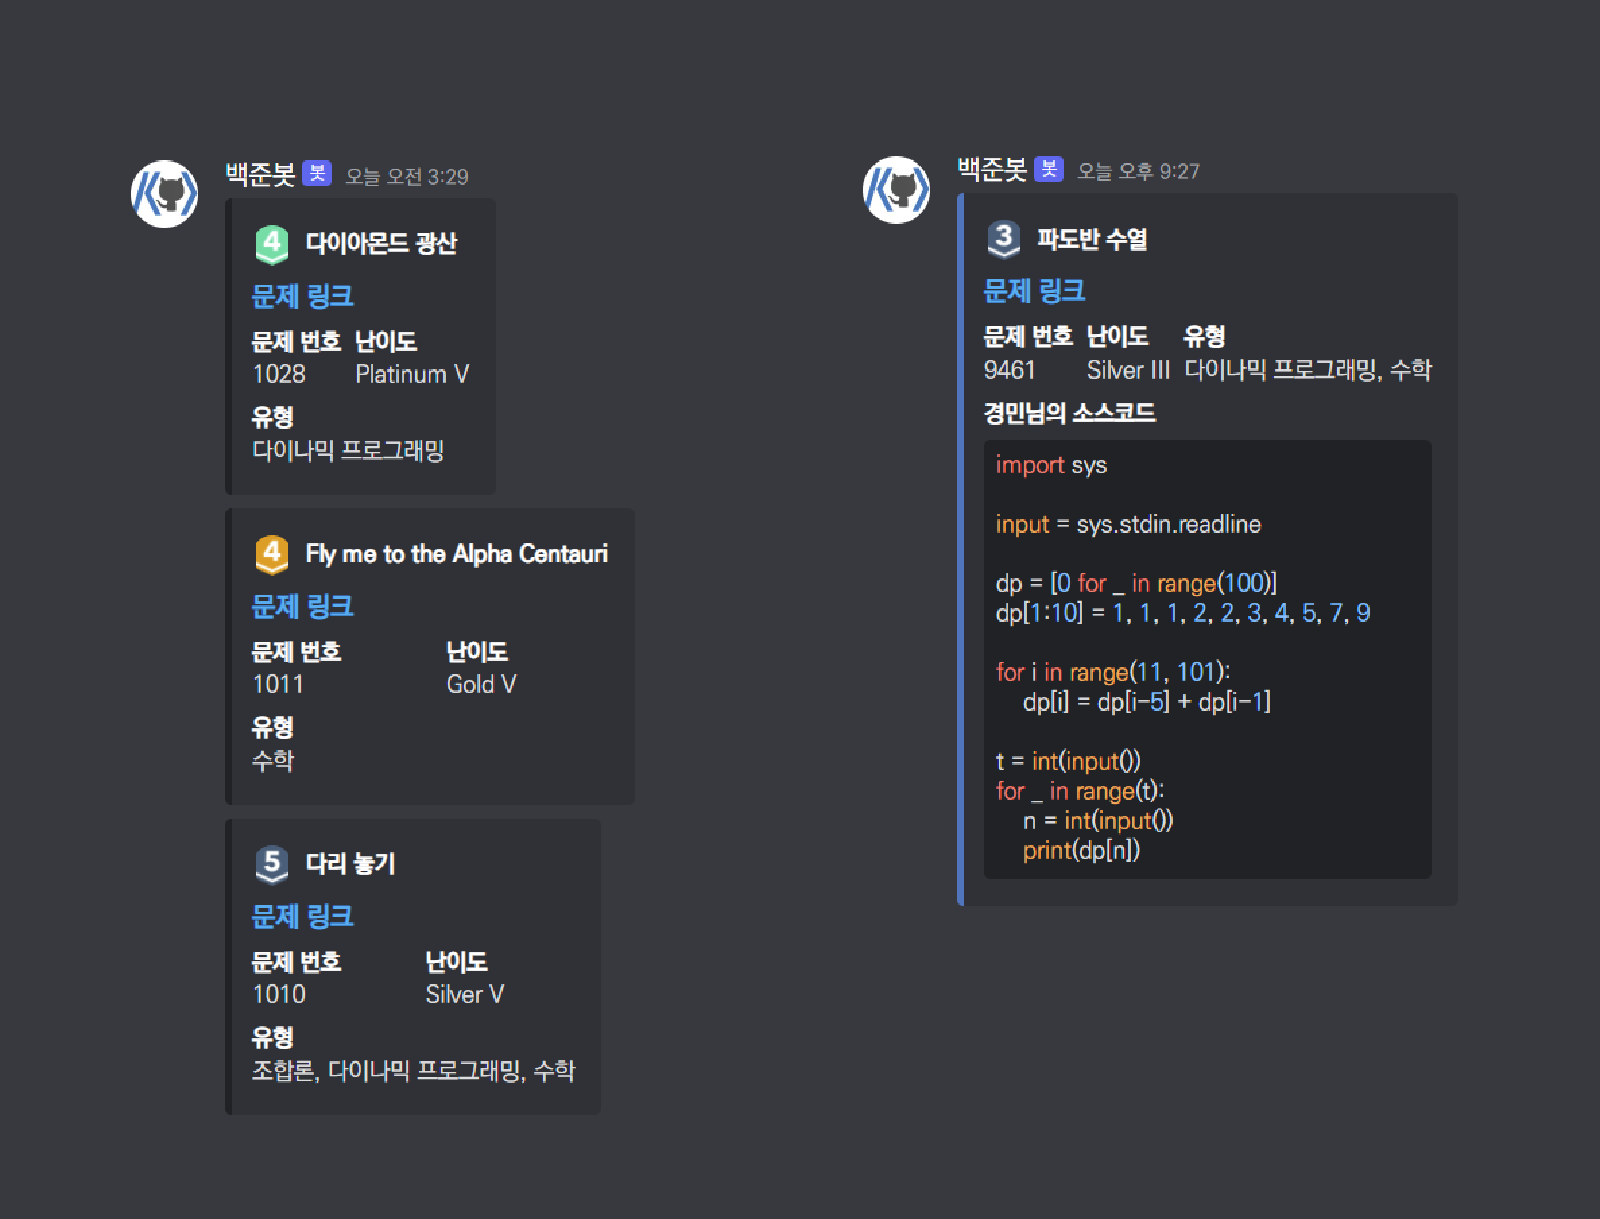 백준봇 봇 오늘 오전 3:29
4 다이아몬드 광산
문제 링크
문제 번호 난이도
1028 Platinum V
유형
다이나믹 프로그래밍
4 Fly me to the Alpha Centauri
문제 링크
문제 번호 난이도
1011 Gold V
유형
수학
5 다리 놓기
문제 링크
문제 번호 난이도
1010 Silver V
유형
조합론, 다이나믹 프로그래밍, 수학
백준봇 봇 오늘 오후 9:27
3 파도반 수열
문제 링크
문제 번호 난이도 유형
9461 Silver III 다이나믹 프로그래밍, 수학
경민님의 소스코드
import sys
input = sys.stdin.readline
dp = [0 for _ in range(100)]
dp[1:10] = 1, 1, 1, 2, 2, 3, 4, 5, 7, 9
for i in range(11, 101):
    dp[i] = dp[i-5] + dp[i-1]
t = int(input())
for _ in range(t):
    n = int(input())
    print(dp[n])